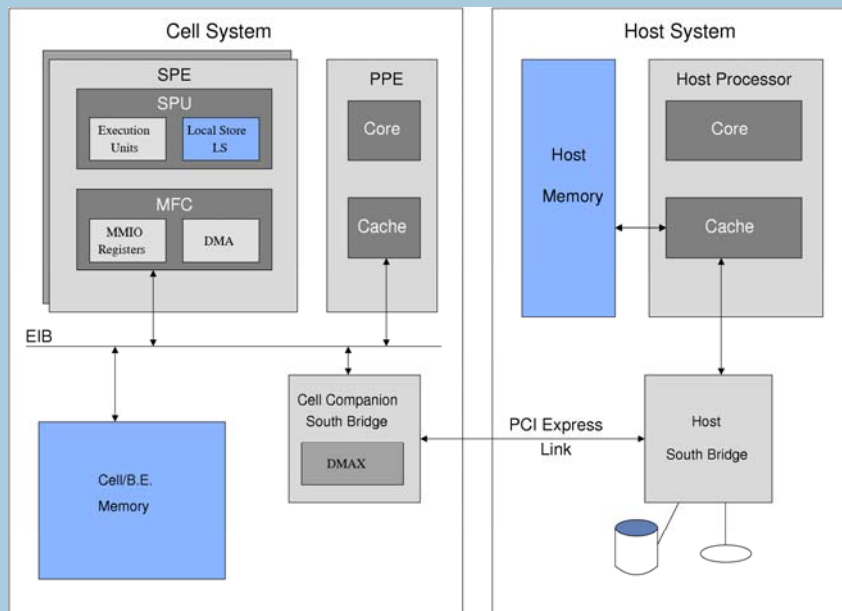 Cell System
SPE
SPU
Execution
Units
Local Store
LS
MFC
MMIO
Registers
DMA
PPE
Core
Cache
EIB
Cell/B.E.
Memory
Cell Companion
South Bridge
DMAX
PCI Express
Link
Host System
Host
Memory
Host Processor
Core
Cache
Host
South Bridge